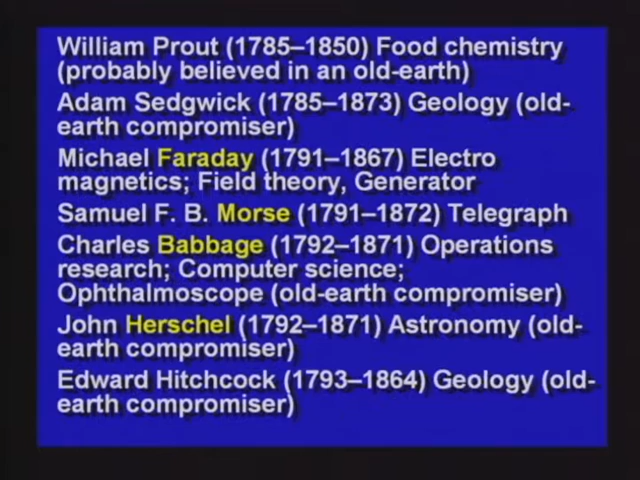 William Prout (1785–1850) Food chemistry
(probably believed in an old-earth)
Adam Sedgwick (1785–1873) Geology (old-
earth compromiser)
Michael Faraday (1791–1867) Electro
magnetics; Field theory, Generator
Samuel F. B. Morse (1791–1872) Telegraph
Charles Babbage (1792–1871) Operations
research; Computer science;
Ophthalmoscope (old-earth compromiser)
John Herschel (1792–1871) Astronomy (old-
earth compromiser)
Edward Hitchcock (1793–1864) Geology (old-
earth compromiser)